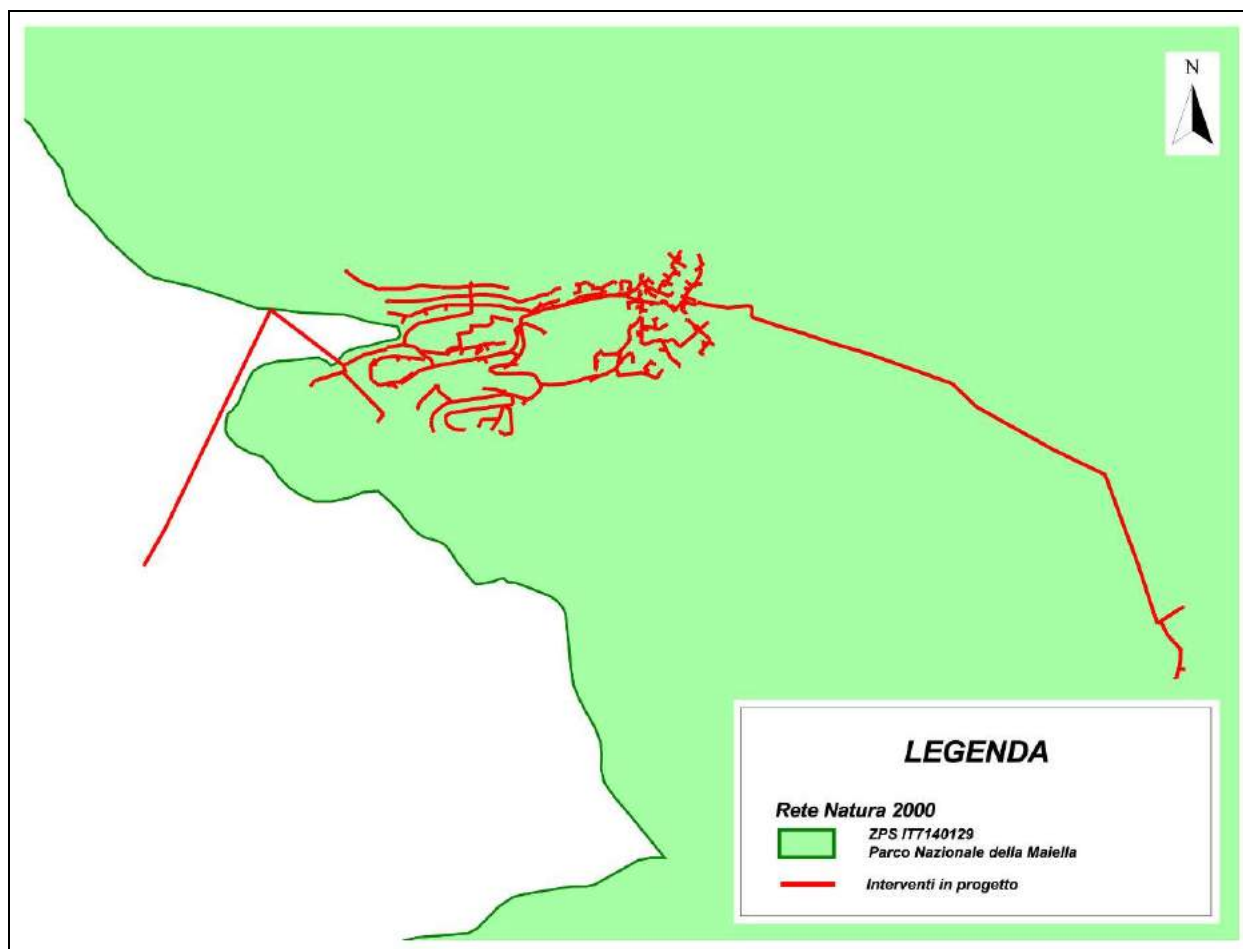 N
LEGENDA
Rete Natura 2000
ZPS IT7140129
Parco Nazionale della Maiella
Interventi in progetto